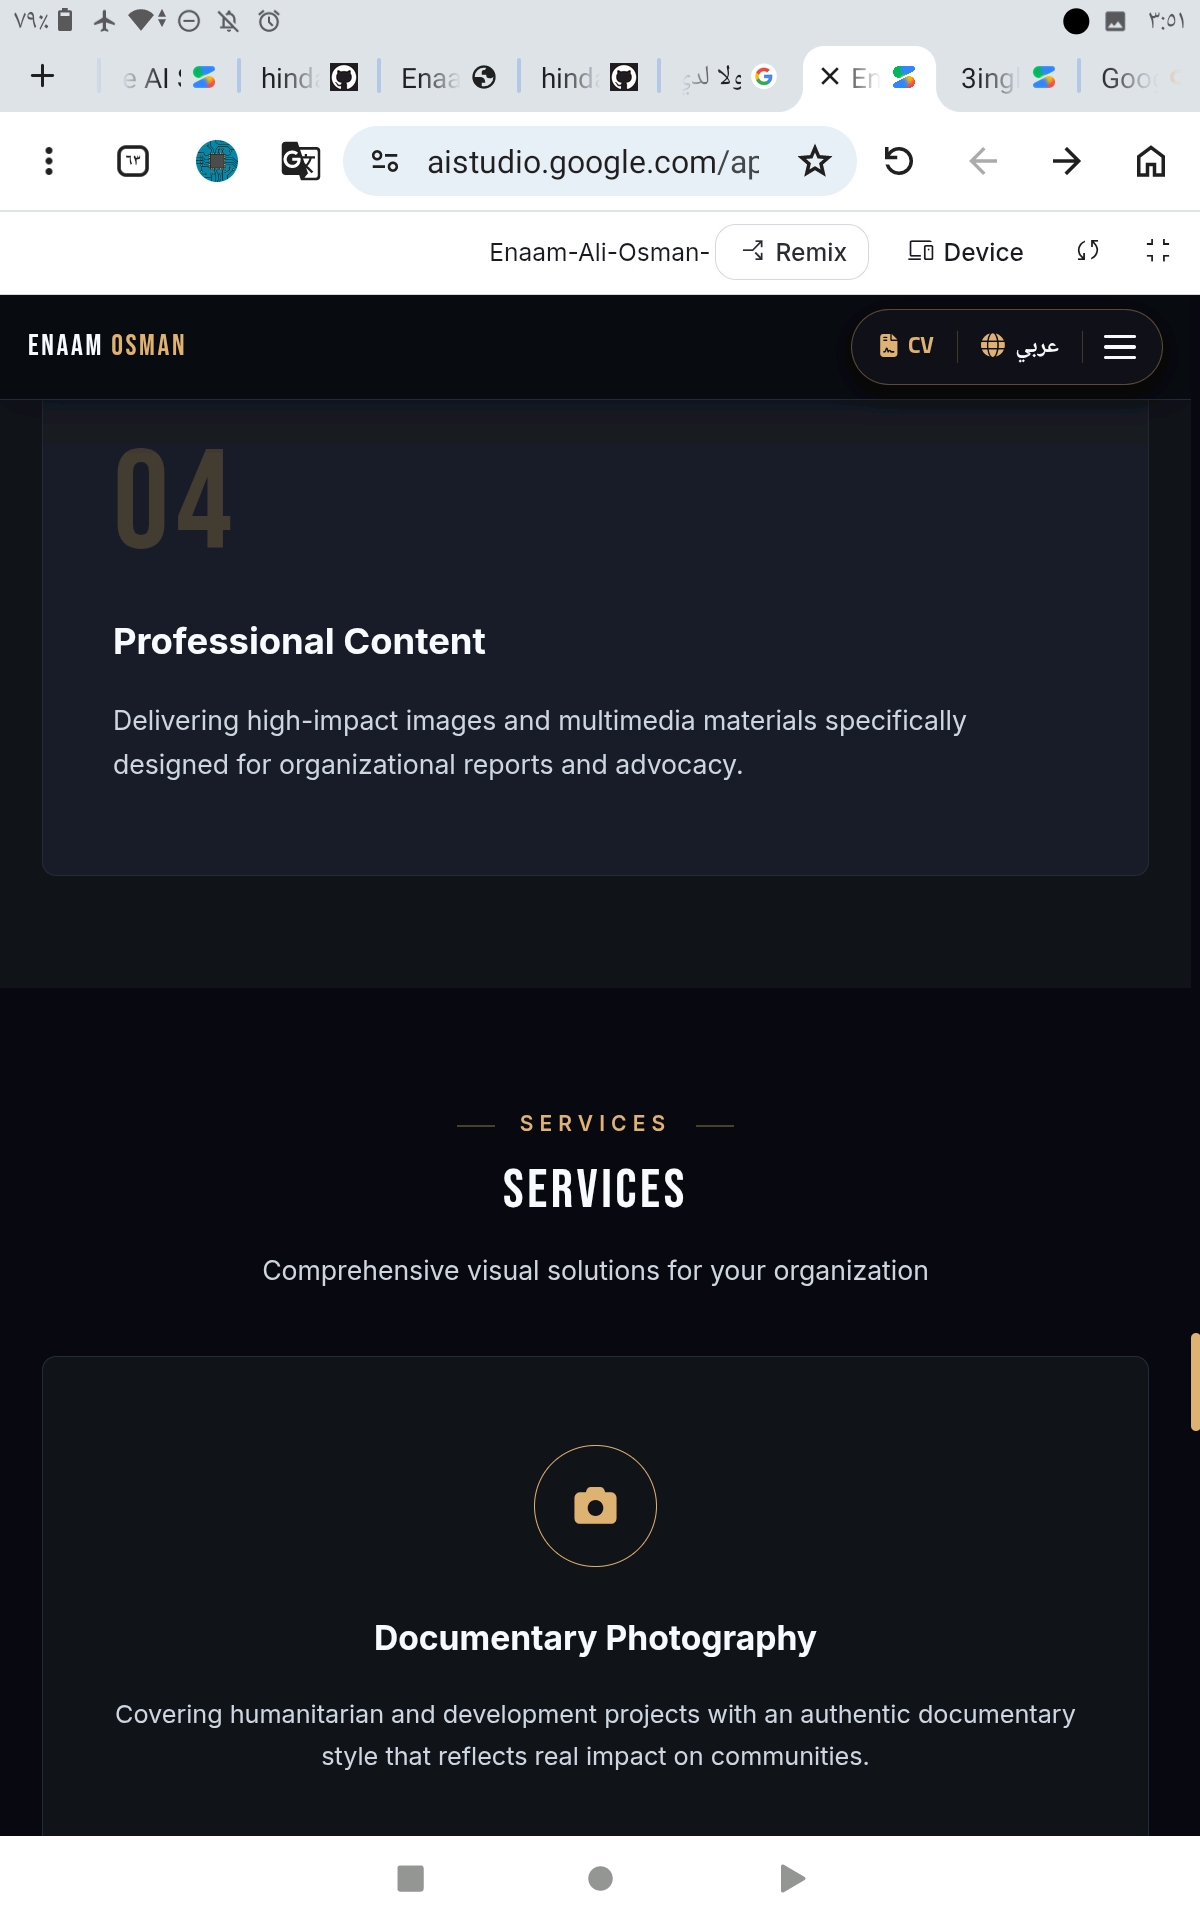 ٧٩٪ ٣:٥١
e AI hind Enaa hind ولا لدي En 3ing Goo
٦٣ aistudio.google.com/ap
Enaam-Ali-Osman- Remix Device
ENAAM OSMAN CV عربي
04
Professional Content
Delivering high-impact images and multimedia materials specifically
designed for organizational reports and advocacy.
SERVICES
SERVICES
Comprehensive visual solutions for your organization
Documentary Photography
Covering humanitarian and development projects with an authentic documentary
style that reflects real impact on communities.